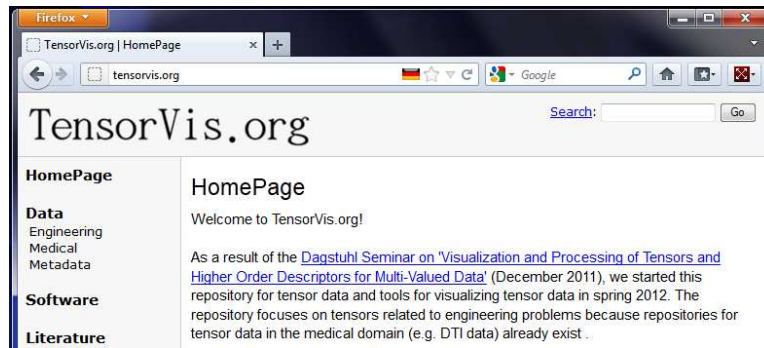 Firefox
TensorVis.org | HomePage
tensorvis.org
Google
TensorVis.org
Search:
Go
HomePage
Data
Engineering
Medical
Metadata
Software
Literature
HomePage
Welcome to TensorVis.org!
As a result of the Dagstuhl Seminar on 'Visualization and Processing of Tensors and
Higher Order Descriptors for Multi-Valued Data' (December 2011), we started this
repository for tensor data and tools for visualizing tensor data in spring 2012. The
repository focuses on tensors related to engineering problems because repositories for
tensor data in the medical domain (e.g. DTI data) already exist .